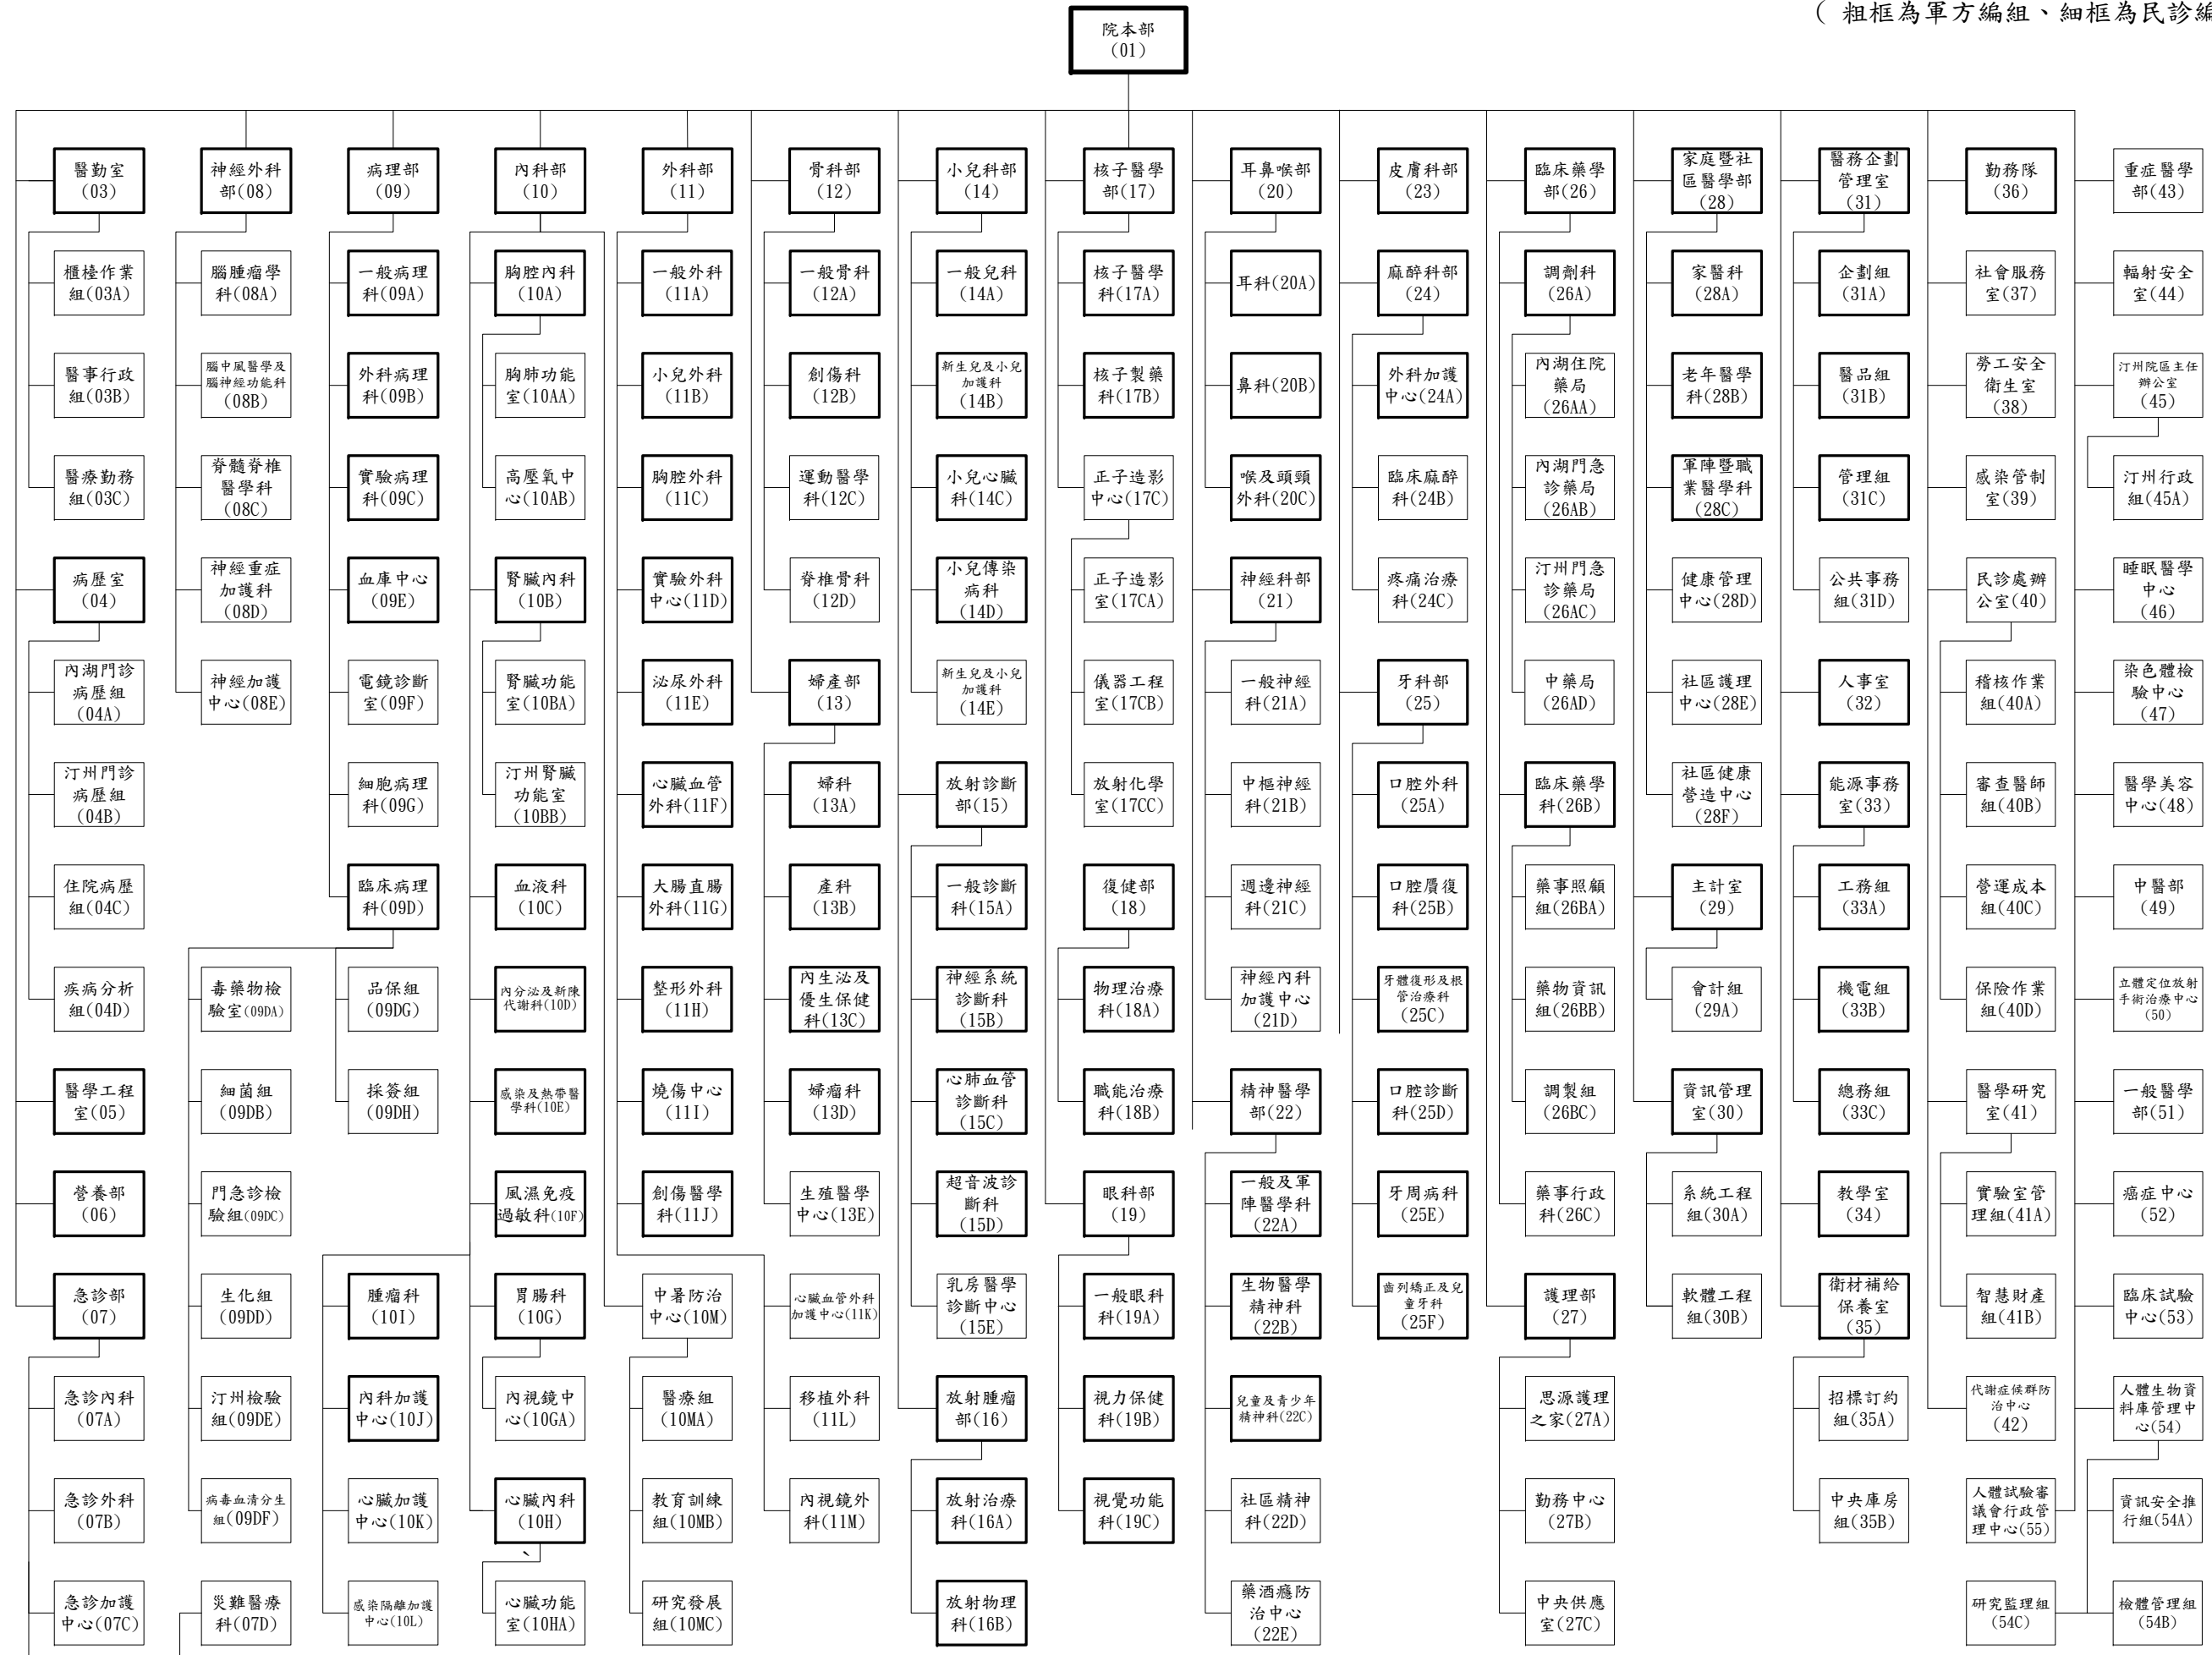 ( 粗框為軍方編組、細框為民診編
院本部
(01)
醫勤室
(03)
櫃檯作業
組(03A)
醫事行政
組(03B)
醫療勤務
組(03C)
病歷室
(04)
內湖門診
病歷組
(04A)
汀州門診
病歷組
(04B)
住院病歷
組(04C)
疾病分析
組(04D)
醫學工程
室(05)
營養部
(06)
急診部
(07)
急診內科
(07A)
急診外科
(07B)
急診加護
中心(07C)
災難醫療
科(07D)
神經外科
部(08)
腦腫瘤學
科(08A)
腦中風醫學及
腦神經功能科
(08B)
脊髓脊椎
醫學科
(08C)
神經重症
加護科
(08D)
神經加護
中心(08E)
病理部
(09)
一般病理
科(09A)
外科病理
科(09B)
實驗病理
科(09C)
血庫中心
(09E)
電鏡診斷
室(09F)
細胞病理
科(09G)
臨床病理
科(09D)
毒藥物檢
驗室(09DA)
細菌組
(09DB)
門急診檢
驗組(09DC)
生化組
(09DD)
汀州檢驗
組(09DE)
病毒血清分生
組(09DF)
品保組
(09DG)
採簽組
(09DH)
內科部
(10)
胸腔內科
(10A)
胸肺功能
室(10AA)
高壓氧中
心(10AB)
腎臟內科
(10B)
腎臟功能
室(10BA)
汀州腎臟
功能室
(10BB)
血液科
(10C)
內分泌及新陳
代謝科(10D)
感染及熱帶醫
學科(10E)
風濕免疫
過敏科(10F)
胃腸科
(10G)
內視鏡中
心(10GA)
心臟內科
(10H)
、
心臟功能
室(10HA)
腫瘤科
(10I)
內科加護
中心(10J)
心臟加護
中心(10K)
感染隔離加護
中心(10L)
中暑防治
中心(10M)
醫療組
(10MA)
教育訓練
組(10MB)
研究發展
組(10MC)
外科部
(11)
一般外科
(11A)
小兒外科
(11B)
胸腔外科
(11C)
實驗外科
中心(11D)
泌尿外科
(11E)
心臟血管
外科(11F)
大腸直腸
外科(11G)
整形外科
(11H)
燒傷中心
(11I)
創傷醫學
科(11J)
心臟血管外科
加護中心(11K)
移植外科
(11L)
內視鏡外
科(11M)
骨科部
(12)
一般骨科
(12A)
創傷科
(12B)
運動醫學
科(12C)
脊椎骨科
(12D)
婦產部
(13)
婦科
(13A)
產科
(13B)
內生泌及
優生保健
科(13C)
婦瘤科
(13D)
生殖醫學
中心(13E)
小兒科部
(14)
一般兒科
(14A)
新生兒及小兒
加護科
(14B)
小兒心臟
科(14C)
小兒傳染
病科
(14D)
新生兒及小兒
加護科
(14E)
放射診斷
部(15)
一般診斷
科(15A)
神經系統
診斷科
(15B)
心肺血管
診斷科
(15C)
超音波診
斷科
(15D)
乳房醫學
診斷中心
(15E)
放射腫瘤
部(16)
放射治療
科(16A)
放射物理
科(16B)
核子醫學
部(17)
核子醫學
科(17A)
核子製藥
科(17B)
正子造影
中心(17C)
正子造影
室(17CA)
儀器工程
室(17CB)
放射化學
室(17CC)
復健部
(18)
物理治療
科(18A)
職能治療
科(18B)
眼科部
(19)
一般眼科
科(19A)
視力保健
科(19B)
視覺功能
科(19C)
耳鼻喉部
(20)
耳科(20A)
鼻科(20B)
喉及頭頸
外科(20C)
神經科部
(21)
一般神經
科(21A)
中樞神經
科(21B)
週邊神經
科(21C)
神經內科
加護中心
(21D)
精神醫學
部(22)
一般及軍
陣醫學科
(22A)
生物醫學
精神科
(22B)
兒童及青少年
精神科(22C)
社區精神
科(22D)
藥酒癮防
治中心
(22E)
皮膚科部
(23)
麻醉科部
(24)
外科加護
中心(24A)
臨床麻醉
科(24B)
疼痛治療
科(24C)
牙科部
(25)
口腔外科
(25A)
口腔贗復
科(25B)
牙體復形及根
管治療科
(25C)
口腔診斷
科(25D)
牙周病科
(25E)
齒列矯正及兒
童牙科
(25F)
臨床藥學
部(26)
調劑科
(26A)
內湖住院
藥局
(26AA)
內湖門急
診藥局
(26AB)
汀州門急
診藥局
(26AC)
中藥局
(26AD)
臨床藥學
科(26B)
藥事照顧
組(26BA)
藥物資訊
組(26BB)
調製組
(26BC)
藥事行政
科(26C)
護理部
(27)
思源護理
之家(27A)
勤務中心
(27B)
中央供應
室(27C)
家庭暨社
區醫學部
(28)
家醫科
(28A)
老年醫學
科(28B)
軍陣暨職
業醫學科
(28C)
健康管理
中心(28D)
社區護理
中心(28E)
社區健康
營造中心
(28F)
主計室
(29)
會計組
(29A)
資訊管理
室(30)
系統工程
組(30A)
軟體工程
組(30B)
醫務企劃
管理室
(31)
企劃組
(31A)
醫品組
(31B)
管理組
(31C)
公共事務
組(31D)
人事室
(32)
能源事務
室(33)
工務組
(33A)
機電組
(33B)
總務組
(33C)
教學室
(34)
衛材補給
保養室
(35)
招標訂約
組(35A)
中央庫房
組(35B)
勤務隊
(36)
社會服務
室(37)
勞工安全
衛生室
(38)
感染管制
室(39)
民診處辦
公室(40)
稽核作業
組(40A)
審查醫師
組(40B)
營運成本
組(40C)
保險作業
組(40D)
醫學研究
室(41)
實驗室管
理組(41A)
智慧財產
組(41B)
代謝症候群防
治中心
(42)
人體試驗審
議會行政管
理中心(55)
研究監理組
(54C)
重症醫學
部(43)
輻射安全
室(44)
汀州院區主任
辦公室
(45)
汀州行政
組(45A)
睡眠醫學
中心
(46)
染色體檢
驗中心
(47)
醫學美容
中心(48)
中醫部
(49)
立體定位放射
手術治療中心
(50)
一般醫學
部(51)
癌症中心
(52)
臨床試驗
中心(53)
人體生物資
料庫管理中
心(54)
資訊安全推
行組(54A)
檢體管理組
(54B)